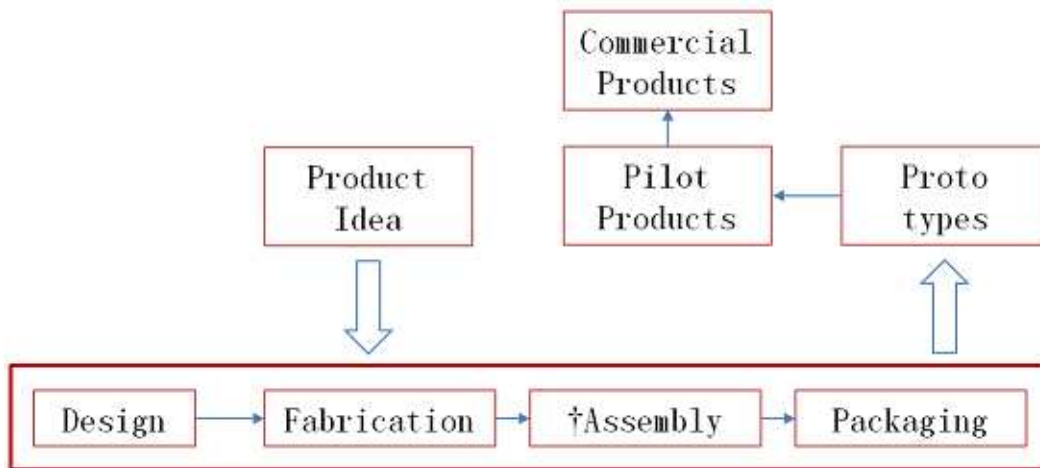 Commercial
Products
Product
Idea
Pilot
Products
Proto
types
Design
Fabrication
†Assembly
Packaging